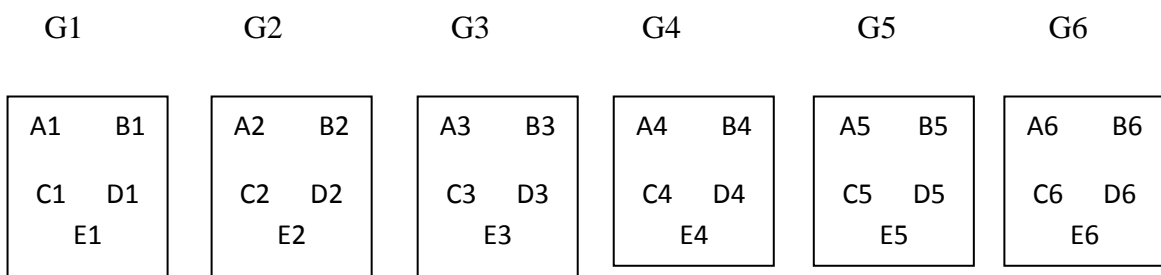 G1 G2 G3 G4 G5 G6
A1 B1 A2 B2 A3 B3 A4 B4 A5 B5 A6 B6
C1 D1 C2 D2 C3 D3 C4 D4 C5 D5 C6 D6
E1 E2 E3 E4 E5 E6